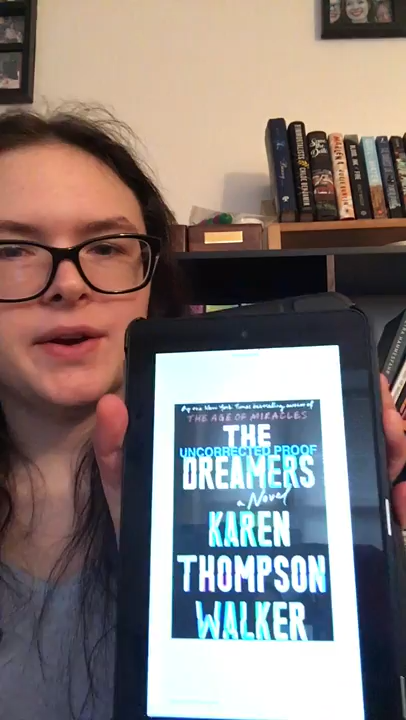 By the New York Times bestselling author of
THE AGE OF MIRACLES
THE
UNCORRECTED PROOF
DREAMERS
a Novel
KAREN
THOMPSON
WALKER